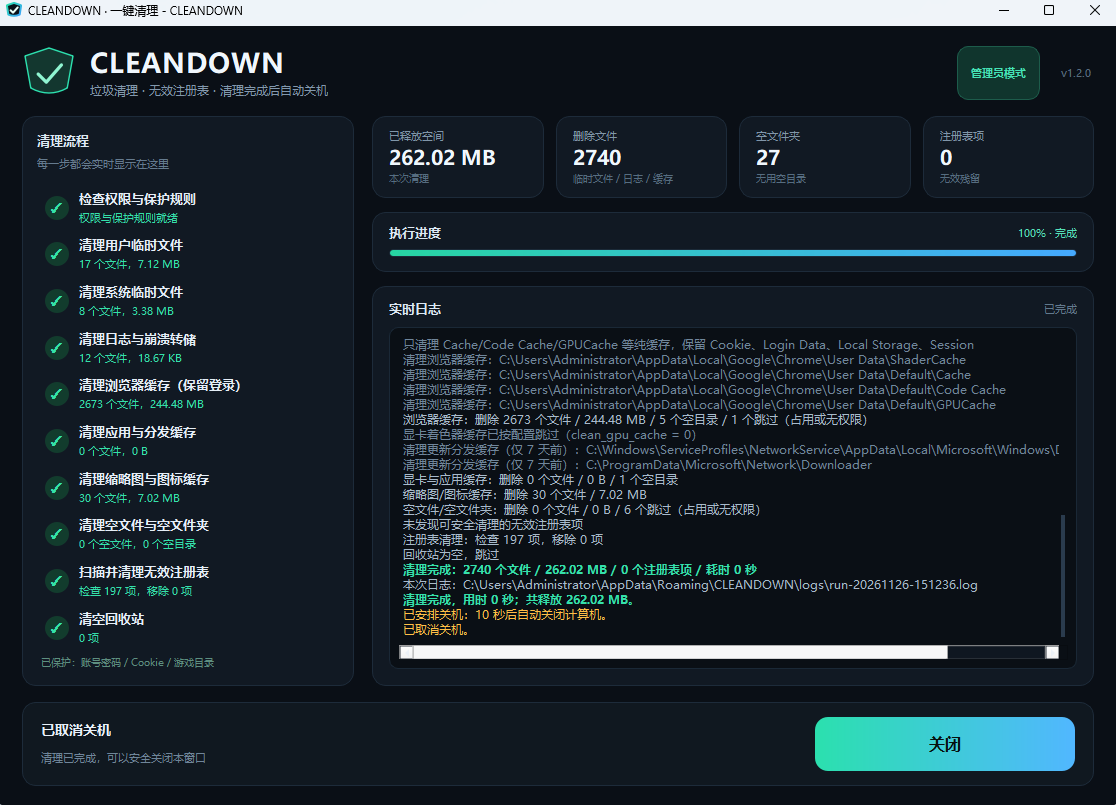 CLEANDOWN · 一键清理 - CLEANDOWN
CLEANDOWN
垃圾清理 · 无效注册表 · 清理完成后自动关机
管理员模式
v1.2.0
清理流程
每一步都会实时显示在这里
检查权限与保护规则
权限与保护规则就绪
清理用户临时文件
17 个文件，7.12 MB
清理系统临时文件
8 个文件，3.38 MB
清理日志与崩溃转储
12 个文件，18.67 KB
清理浏览器缓存（保留登录）
2673 个文件，244.48 MB
清理应用与分发缓存
0 个文件，0 B
清理缩略图与图标缓存
30 个文件，7.02 MB
清理空文件与空文件夹
0 个空文件，0 个空目录
扫描并清理无效注册表
检查 197 项，移除 0 项
清空回收站
0 项
已保护：账号密码 / Cookie / 游戏目录
已释放空间
262.02 MB
本次清理
删除文件
2740
临时文件 / 日志 / 缓存
空文件夹
27
无用空目录
注册表项
0
无效残留
执行进度
100% · 完成
实时日志
已完成
只清理 Cache/Code Cache/GPUCache 等纯缓存，保留 Cookie、Login Data、Local Storage、Session
清理浏览器缓存：C:\Users\Administrator\AppData\Local\Google\Chrome\User Data\ShaderCache
清理浏览器缓存：C:\Users\Administrator\AppData\Local\Google\Chrome\User Data\Default\Cache
清理浏览器缓存：C:\Users\Administrator\AppData\Local\Google\Chrome\User Data\Default\Code Cache
清理浏览器缓存：C:\Users\Administrator\AppData\Local\Google\Chrome\User Data\Default\GPUCache
浏览器缓存：删除 2673 个文件 / 244.48 MB / 5 个空目录 / 1 个跳过（占用或无权限）
显卡着色器缓存已按配置跳过（clean_gpu_cache = 0）
清理更新分发缓存（仅 7 天前）：C:\Windows\ServiceProfiles\NetworkService\AppData\Local\Microsoft\Windows\
清理更新分发缓存（仅 7 天前）：C:\ProgramData\Microsoft\Network\Downloader
显卡与应用缓存：删除 0 个文件 / 0 B / 1 个空目录
缩略图/图标缓存：删除 30 个文件 / 7.02 MB
空文件/空文件夹：删除 0 个文件 / 0 B / 6 个跳过（占用或无权限）
未发现可安全清理的无效注册表项
注册表清理：检查 197 项，移除 0 项
回收站为空，跳过
清理完成：2740 个文件 / 262.02 MB / 0 个注册表项 / 耗时 0 秒
本次日志：C:\Users\Administrator\AppData\Roaming\CLEANDOWN\logs\run-20261126-151236.log
清理完成，用时 0 秒；共释放 262.02 MB。
已安排关机：10 秒后自动关闭计算机。
已取消关机。
已取消关机
清理已完成，可以安全关闭本窗口
关闭